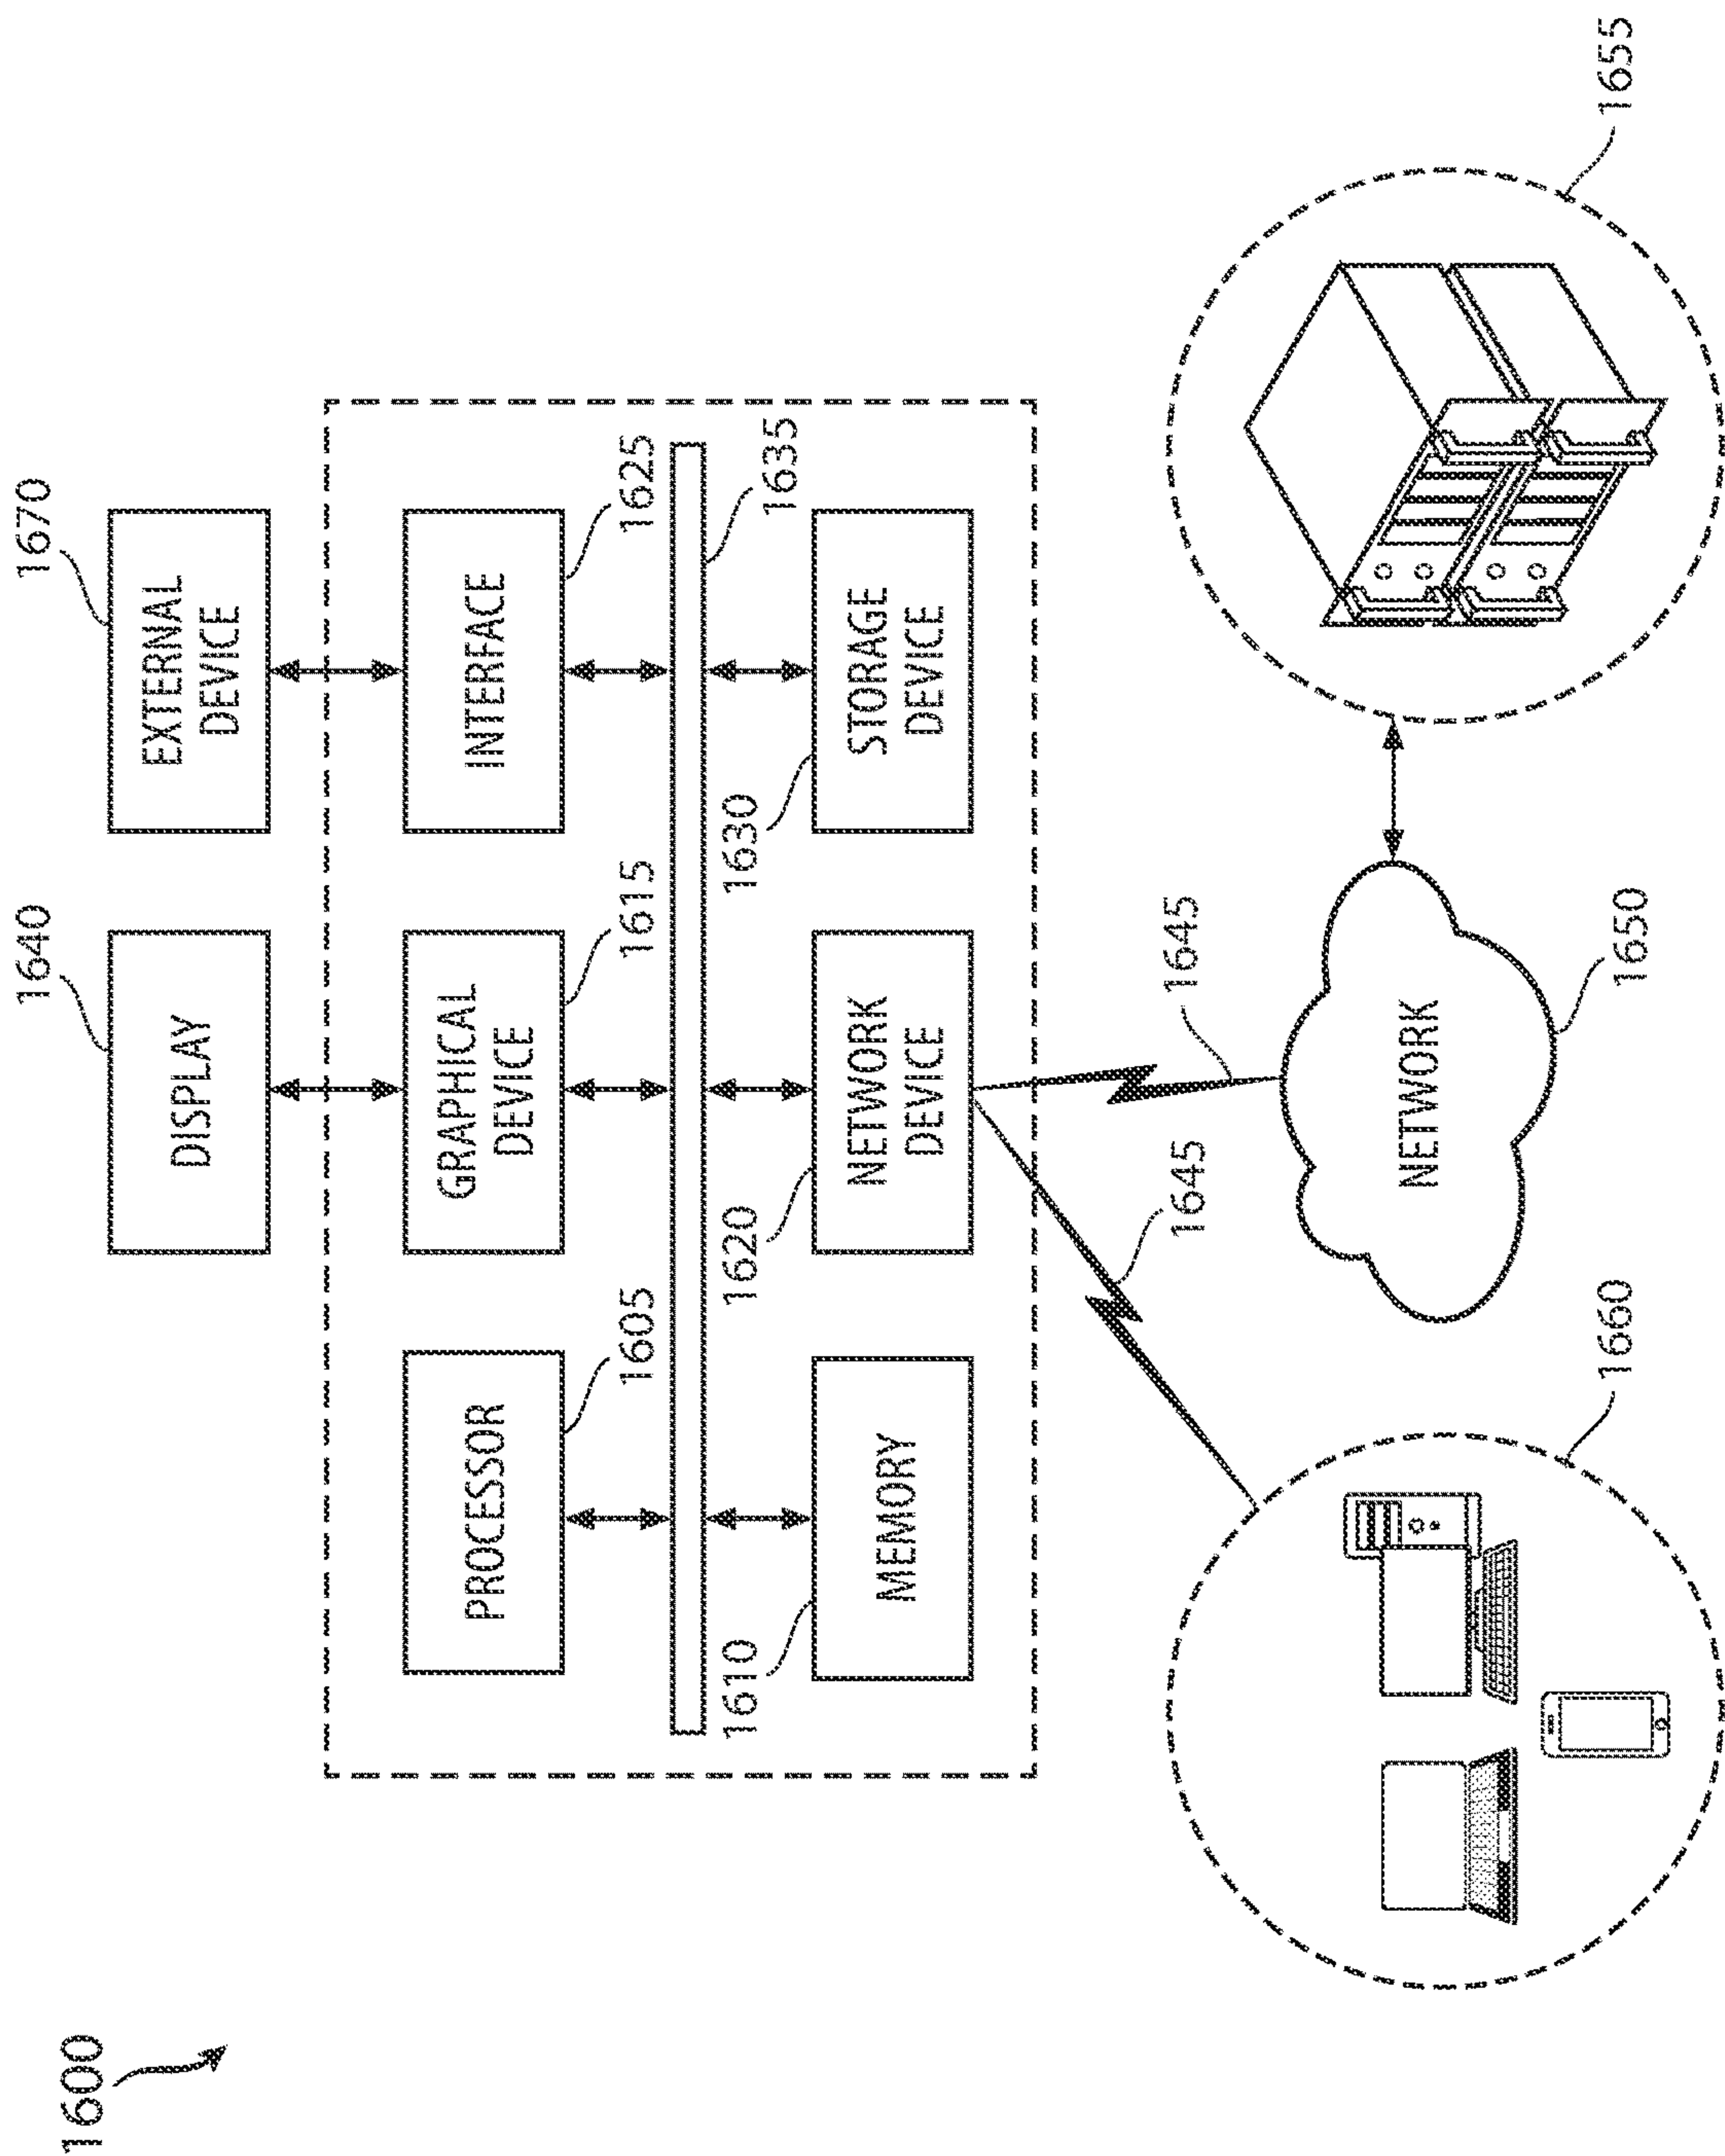 1600
1640
1670
DISPLAY
EXTERNAL
DEVICE
PROCESSOR
GRAPHICAL
DEVICE
INTERFACE
1605
1615
1625
1635
1610
1620
1630
MEMORY
NETWORK
DEVICE
STORAGE
DEVICE
1645
1645
NETWORK
1660
1650
1655